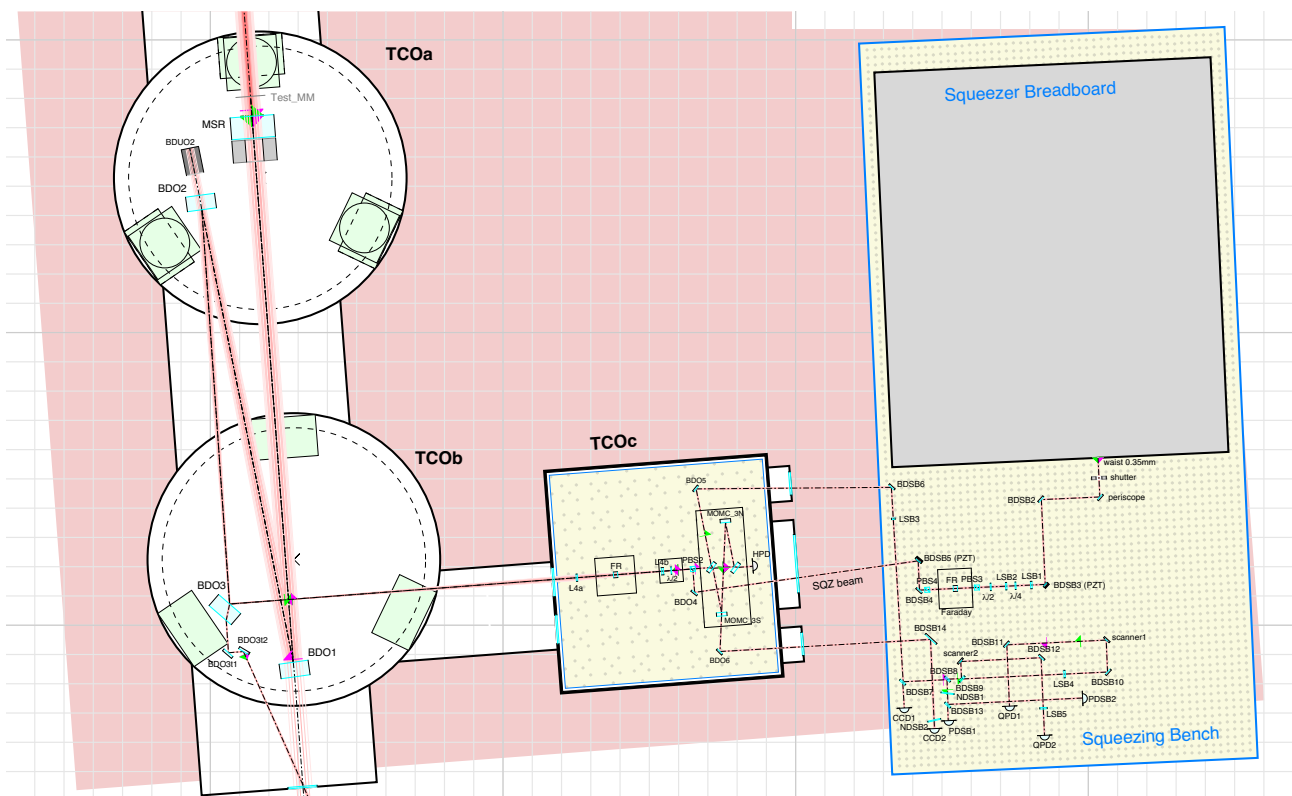 TCOa
Test_MM
MSR
BDUO2
BDO2
Squeezer Breadboard
TCOb
TCOc
BDO3
BDO3t1
BDO3t2
BDO1
BDO5
MOMC_3N
HPD
FR
L4a
L4b
λ/2
PBS2
BDO4
MOMC_3S
BDO6
SQZ beam
waist 0.35mm
shutter
periscope
BDSB6
BDSB2
LSB3
BDSB5 (PZT)
PBS4
FR
PBS3
LSB2
LSB1
BDSB3 (PZT)
λ/2
λ/4
BDSB4
Faraday
BDSB14
BDSB11
scanner1
BDSB12
scanner2
BDSB8
BDSB9
BDSB7
LSB4
BDSB10
NDSB1
BDSB13
PDSB2
CCD1
NDSB2
CCD2
PDSB1
QPD1
LSB5
QPD2
Squeezing Bench